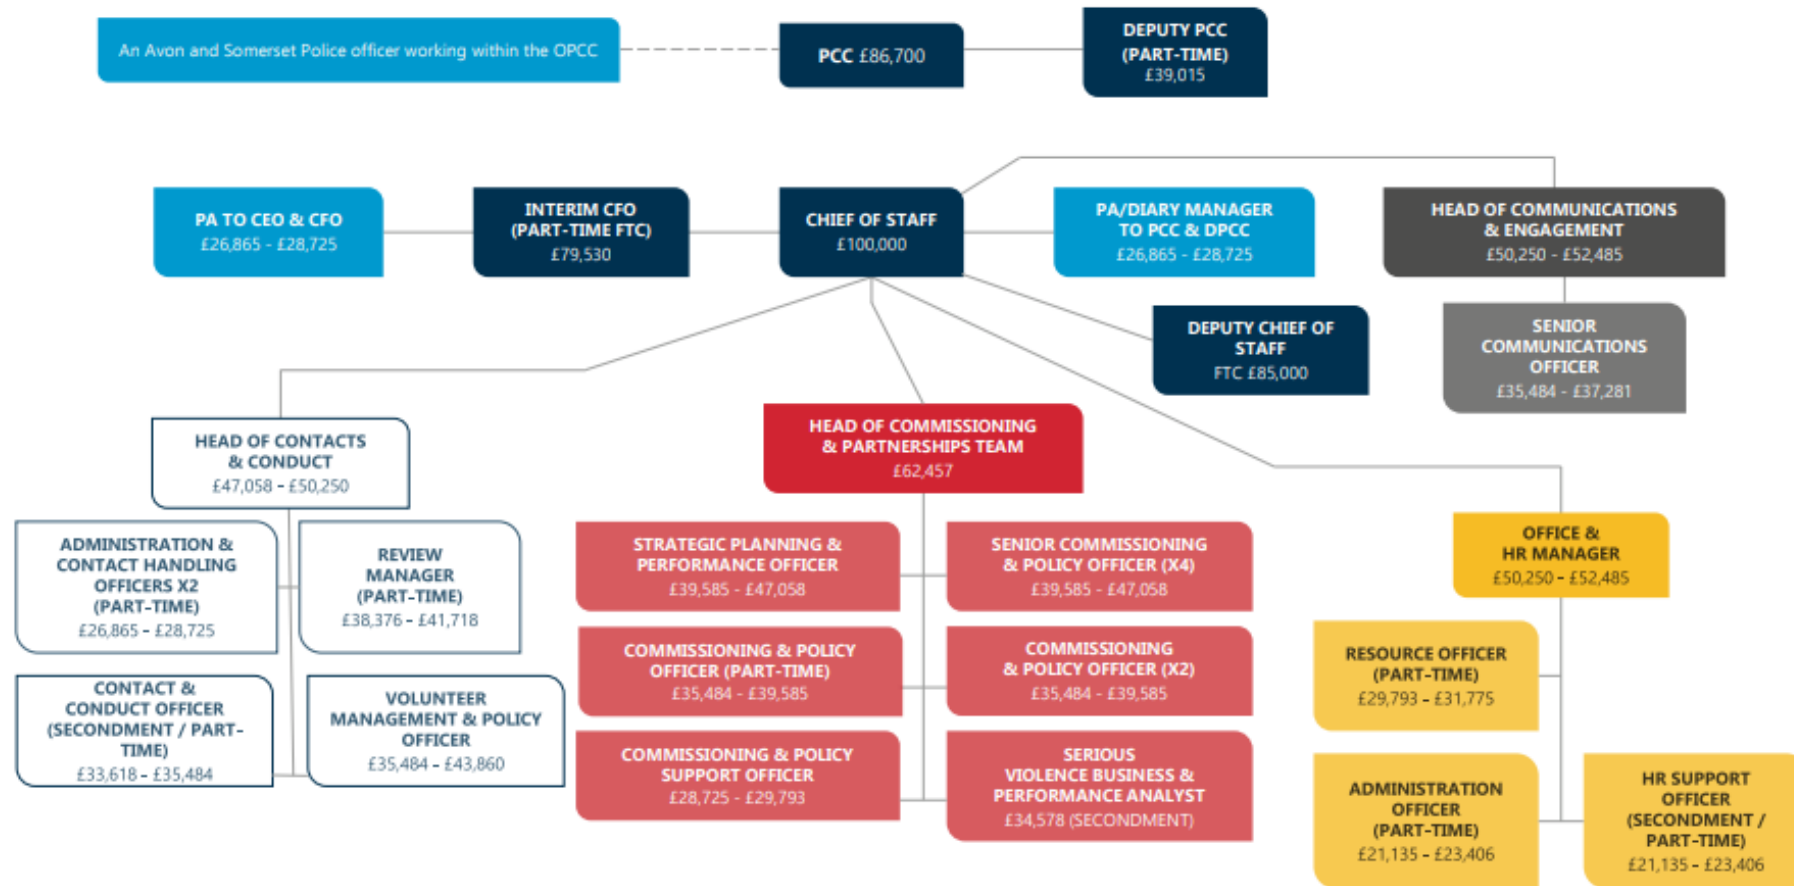 An Avon and Somerset Police officer working within the OPCC
PCC £86,700
DEPUTY PCC
(PART-TIME)
£39,015
PA TO CEO & CFO
£26,865 - £28,725
INTERIM CFO
(PART-TIME FTC)
£79,530
CHIEF OF STAFF
£100,000
PA/DIARY MANAGER
TO PCC & DPCC
£26,865 - £28,725
HEAD OF COMMUNICATIONS
& ENGAGEMENT
£50,250 - £52,485
DEPUTY CHIEF OF
STAFF
FTC £85,000
SENIOR
COMMUNICATIONS
OFFICER
£35,484 - £37,281
HEAD OF CONTACTS
& CONDUCT
£47,058 – £50,250
ADMINISTRATION &
CONTACT HANDLING
OFFICERS X2
(PART-TIME)
£26,865 – £28,725
REVIEW
MANAGER
(PART-TIME)
£38,376 – £41,718
CONTACT &
CONDUCT OFFICER
(SECONDMENT / PART-
TIME)
£33,618 – £35,484
VOLUNTEER
MANAGEMENT & POLICY
OFFICER
£35,484 – £43,860
HEAD OF COMMISSIONING
& PARTNERSHIPS TEAM
£62,457
STRATEGIC PLANNING &
PERFORMANCE OFFICER
£39,585 - £47,058
SENIOR COMMISSIONING
& POLICY OFFICER (X4)
£39,585 - £47,058
COMMISSIONING & POLICY
OFFICER (PART-TIME)
£35,484 - £39,585
COMMISSIONING
& POLICY OFFICER (X2)
£35,484 - £39,585
COMMISSIONING & POLICY
SUPPORT OFFICER
£28,725 - £29,793
SERIOUS
VIOLENCE BUSINESS &
PERFORMANCE ANALYST
£34,578 (SECONDMENT)
OFFICE &
HR MANAGER
£50,250 – £52,485
RESOURCE OFFICER
(PART-TIME)
£29,793 – £31,775
ADMINISTRATION
OFFICER
(PART-TIME)
£21,135 – £23,406
HR SUPPORT
OFFICER
(SECONDMENT /
PART-TIME)
£21,135 – £23,406